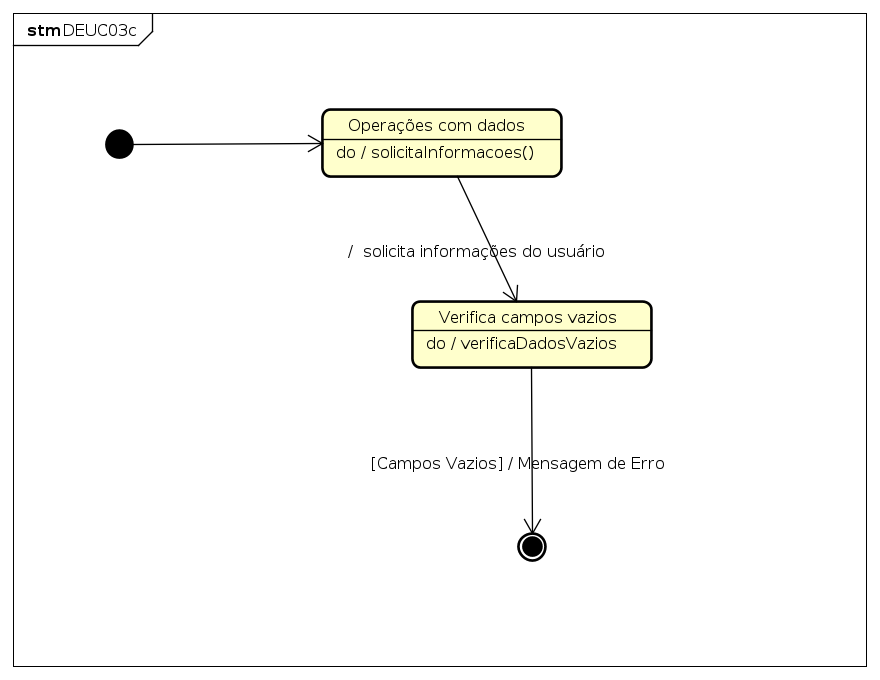 stm DEUC03c
Operações com dados
do / solicitaInformacoes()
/ solicita informações do usuário
Verifica campos vazios
do / verificaDadosVazios
[Campos Vazios] / Mensagem de Erro